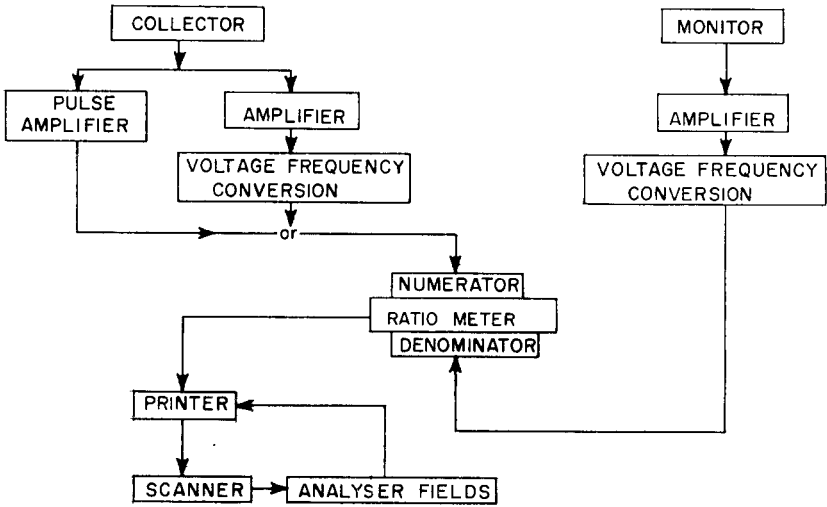 COLLECTOR
MONITOR
PULSE
AMPLIFIER
AMPLIFIER
AMPLIFIER
VOLTAGE FREQUENCY
CONVERSION
VOLTAGE FREQUENCY
CONVERSION
or
NUMERATOR
RATIO METER
DENOMINATOR
PRINTER
SCANNER
ANALYSER FIELDS